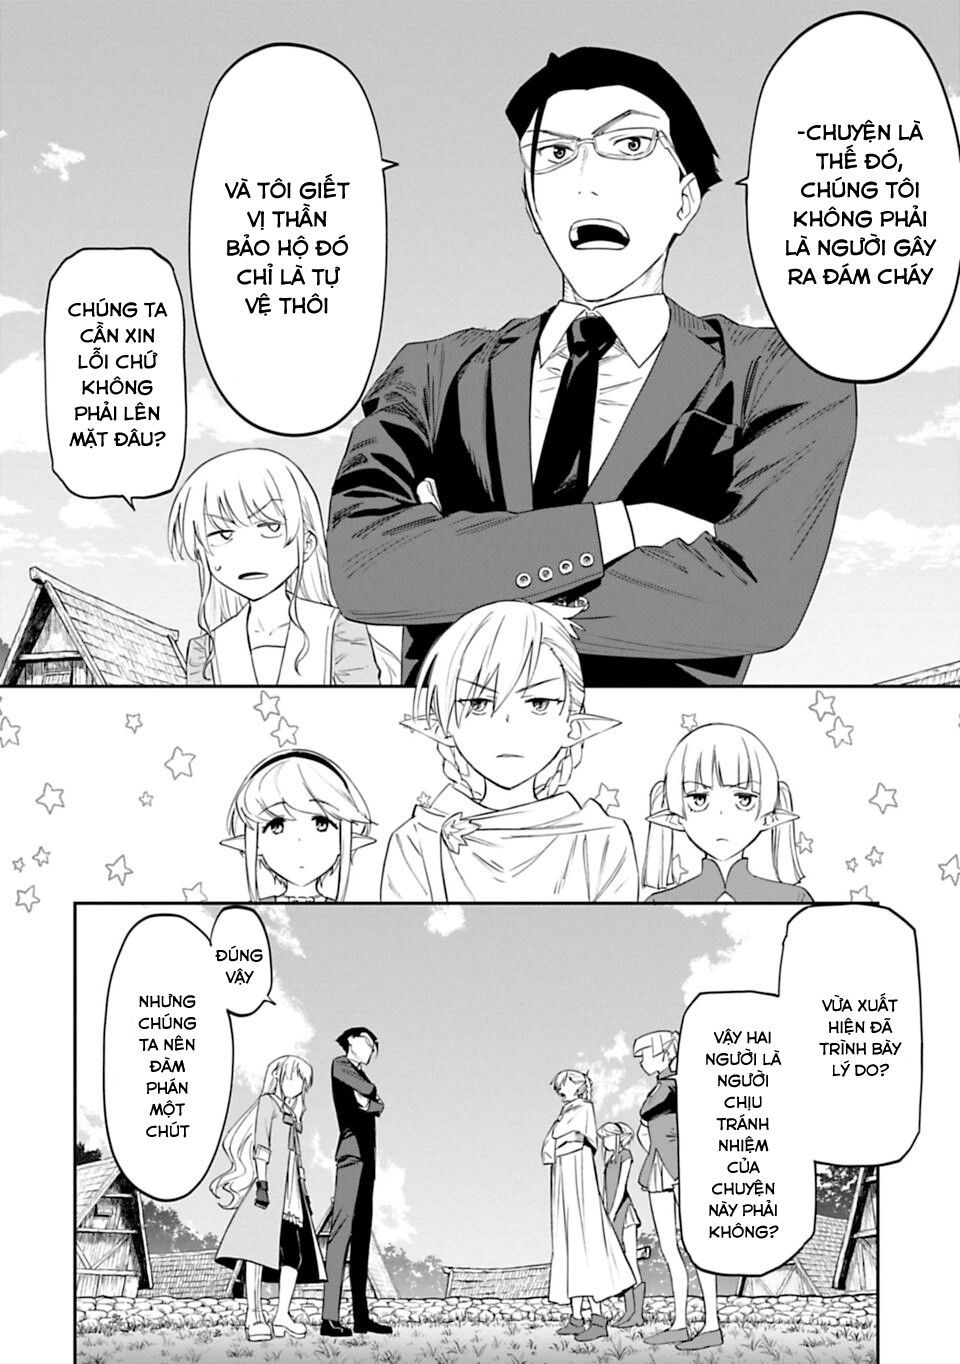 -CHUYỆN LÀ
THẾ ĐÓ,
CHÚNG TÔI
KHÔNG PHẢI
LÀ NGƯỜI GÂY
RA ĐÁM CHÁY
VÀ TÔI GIẾT
VỊ THẦN
BẢO HỘ ĐÓ
CHỈ LÀ TỰ
VỆ THÔI
CHÚNG TA
CẦN XIN
LỖI CHỨ
KHÔNG
PHẢI LÊN
MẶT ĐÂU?
VỪA XUẤT
HIỆN ĐÃ
TRÌNH BÀY
LÝ DO?
VẬY HAI
NGƯỜI LÀ
NGƯỜI
CHỊU
TRÁNH
NHIỆM
CỦA
CHUYỆN
NÀY PHẢI
KHÔNG?
ĐÚNG
VẬY
NHƯNG
CHÚNG
TA NÊN
ĐÀM
PHÁN
MỘT
CHÚT